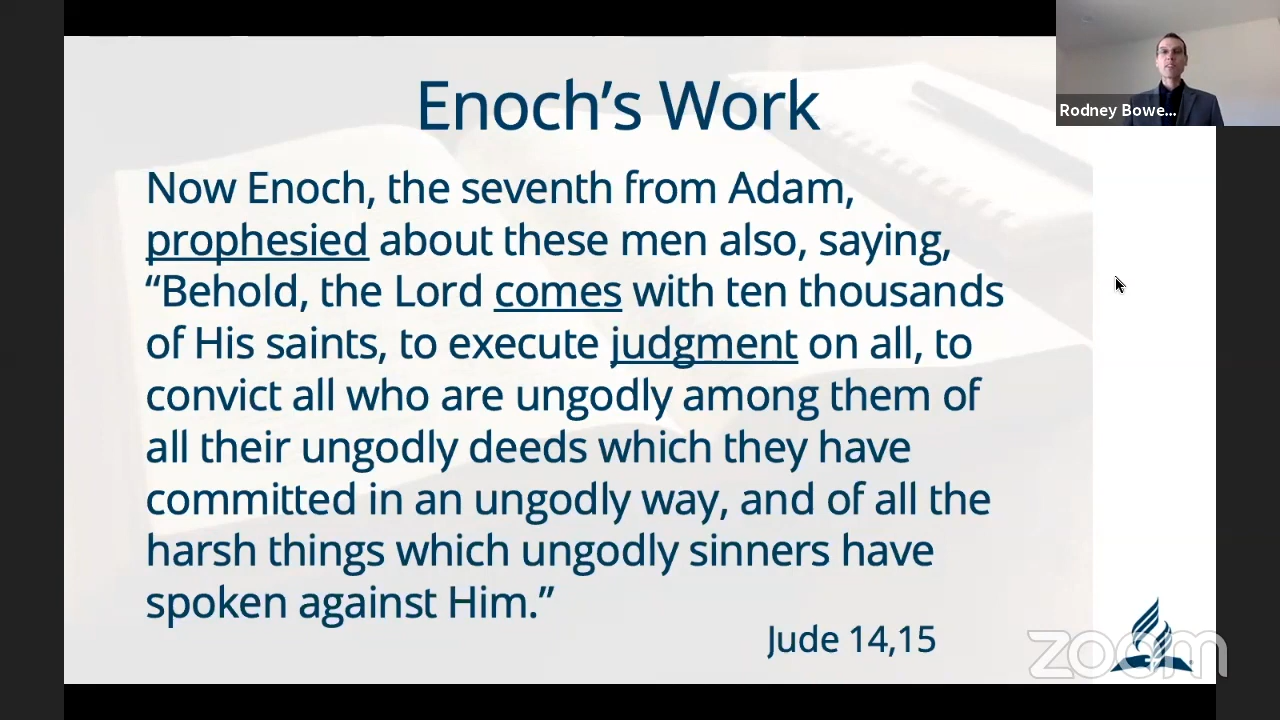 Enoch’s Work
Rodney Bowe...
Now Enoch, the seventh from Adam,
prophesied about these men also, saying,
“Behold, the Lord comes with ten thousands
of His saints, to execute judgment on all, to
convict all who are ungodly among them of
all their ungodly deeds which they have
committed in an ungodly way, and of all the
harsh things which ungodly sinners have
spoken against Him.”
Jude 14,15
zoom